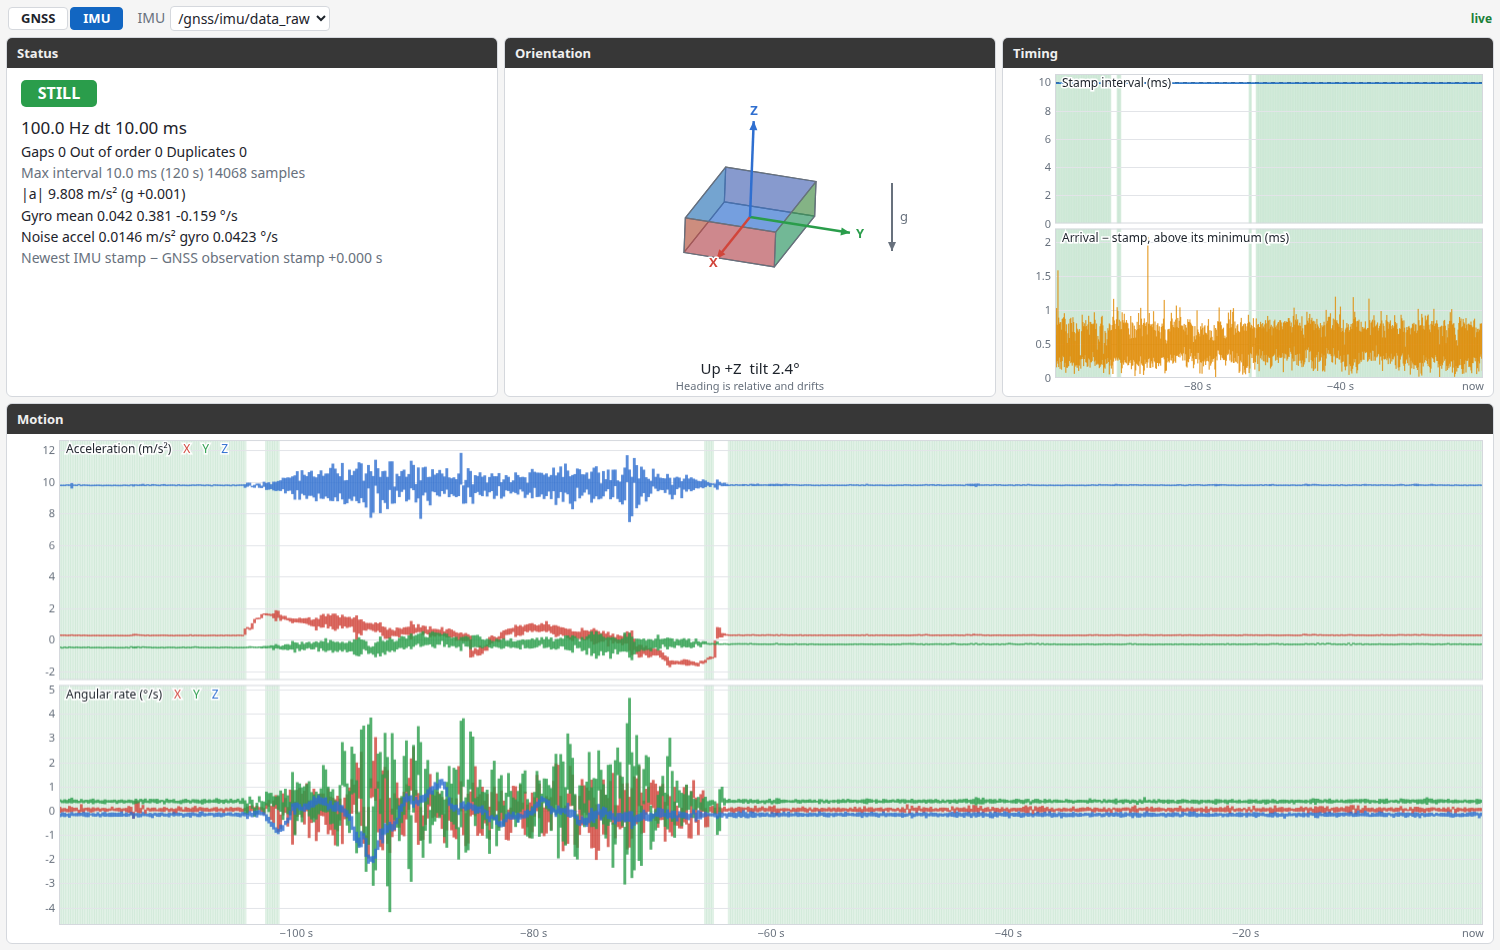 GNSS IMU IMU /gnss/imu/data_raw live
Status
STILL
100.0 Hz dt 10.00 ms
Gaps 0 Out of order 0 Duplicates 0
Max interval 10.0 ms (120 s) 14068 samples
|a| 9.808 m/s² (g +0.001)
Gyro mean 0.042 0.381 -0.159 °/s
Noise accel 0.0146 m/s² gyro 0.0423 °/s
Newest IMU stamp − GNSS observation stamp +0.000 s
Orientation
Z
Y
X
g
Up +Z tilt 2.4°
Heading is relative and drifts
Timing
Stamp interval (ms)
10
8
6
4
2
0
Arrival − stamp, above its minimum (ms)
2
1.5
1
0.5
0
−80 s −40 s now
Motion
Acceleration (m/s²) X Y Z
12
10
8
6
4
2
0
-2
Angular rate (°/s) X Y Z
5
4
3
2
1
0
-1
-2
-3
-4
−100 s −80 s −60 s −40 s −20 s now